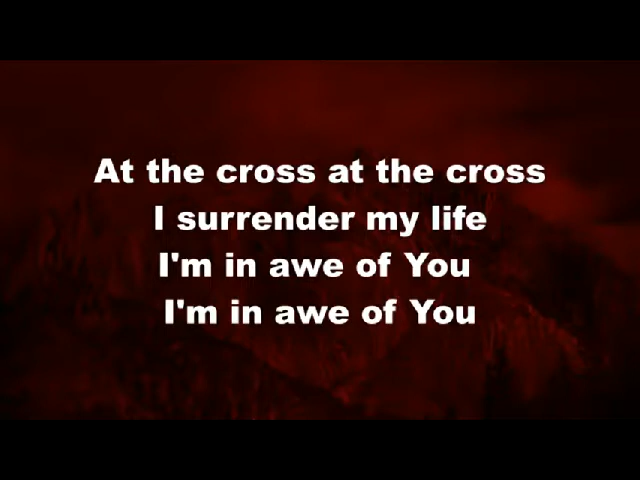 At the cross at the cross
I surrender my life
I'm in awe of You
I'm in awe of You